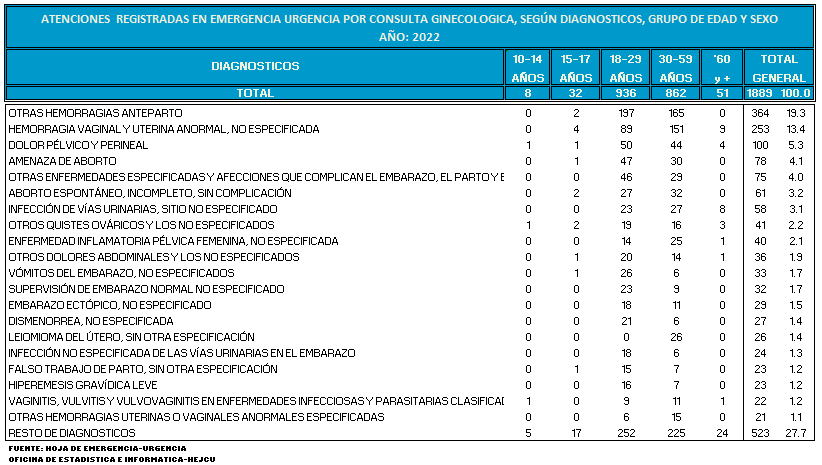 ATENCIONES REGISTRADAS EN EMERGENCIA URGENCIA POR CONSULTA GINECOLOGICA, SEGÚN DIAGNOSTICOS, GRUPO DE EDAD Y SEXO
AÑO: 2022
DIAGNOSTICOS 10-14 AÑOS 15-17 AÑOS 18-29 AÑOS 30-59 AÑOS '60 y + TOTAL GENERAL
TOTAL 8 32 936 862 51 1889 100.0
OTRAS HEMORRAGIAS ANTEPARTO 0 2 197 165 0 364 19.3
HEMORRAGIA VAGINAL Y UTERINA ANORMAL, NO ESPECIFICADA 0 4 89 151 9 253 13.4
DOLOR PÉLVICO Y PERINEAL 1 1 50 44 4 100 5.3
AMENAZA DE ABORTO 0 1 47 30 0 78 4.1
OTRAS ENFERMEDADES ESPECIFICADAS Y AFECCIONES QUE COMPLICAN EL EMBARAZO, EL PARTO Y E 0 0 46 29 0 75 4.0
ABORTO ESPONTÁNEO, INCOMPLETO, SIN COMPLICACIÓN 0 2 27 32 0 61 3.2
INFECCIÓN DE VÍAS URINARIAS, SITIO NO ESPECIFICADO 0 0 23 27 8 58 3.1
OTROS QUISTES OVÁRICOS Y LOS NO ESPECIFICADOS 1 2 19 16 3 41 2.2
ENFERMEDAD INFLAMATORIA PÉLVICA FEMENINA, NO ESPECIFICADA 0 0 14 25 1 40 2.1
OTROS DOLORES ABDOMINALES Y LOS NO ESPECIFICADOS 0 1 20 14 1 36 1.9
VÓMITOS DEL EMBARAZO, NO ESPECIFICADOS 0 1 26 6 0 33 1.7
SUPERVISIÓN DE EMBARAZO NORMAL NO ESPECIFICADO 0 0 23 9 0 32 1.7
EMBARAZO ECTÓPICO, NO ESPECIFICADO 0 0 18 11 0 29 1.5
DISMENORREA, NO ESPECIFICADA 0 0 21 6 0 27 1.4
LEIOMIOMA DEL ÚTERO, SIN OTRA ESPECIFICACIÓN 0 0 0 26 0 26 1.4
INFECCIÓN NO ESPECIFICADA DE LAS VÍAS URINARIAS EN EL EMBARAZO 0 0 18 6 0 24 1.3
FALSO TRABAJO DE PARTO, SIN OTRA ESPECIFICACIÓN 0 1 15 7 0 23 1.2
HIPEREMESIS GRAVÍDICA LEVE 0 0 16 7 0 23 1.2
VAGINITIS, VULVITIS Y VULVOVAGINITIS EN ENFERMEDADES INFECCIOSAS Y PARASITARIAS CLASIFICAD 1 0 9 11 1 22 1.2
OTRAS HEMORRAGIAS UTERINAS O VAGINALES ANORMALES ESPECIFICADAS 0 0 6 15 0 21 1.1
RESTO DE DIAGNOSTICOS 5 17 252 225 24 523 27.7
FUENTE: HOJA DE EMERGENCIA-URGENCIA
OFICINA DE ESTADISTICA E INFORMATICA-HEJCU